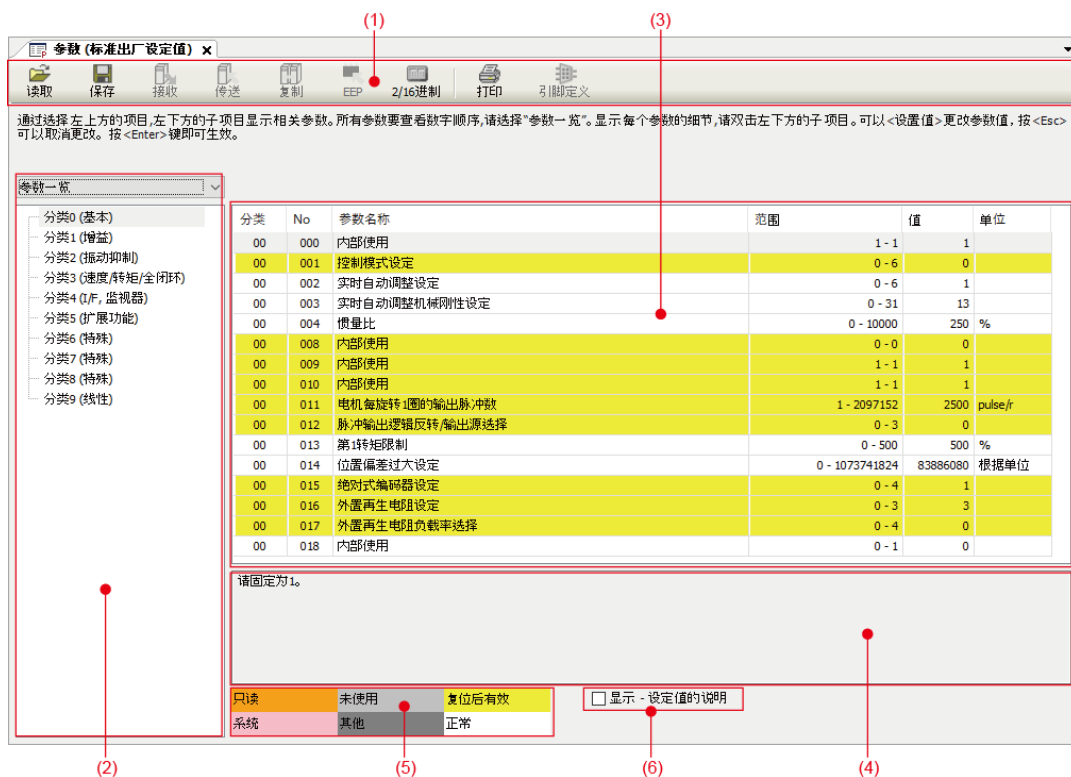 (1)
(3)
参数 (标准出厂设定值) ×
读取 保存 接收 传送 复制 EEP 2/16进制 打印 引脚定义
通过选择左上方的项目,左下方的子项目显示相关参数。所有参数要查看数字顺序,请选择"参数一览"。显示每个参数的细节,请双击左下方的子项目。可以<设置值>更改参数值，按<Esc>
可以取消更改。按<Enter>键即可生效。
参数一览
分类0 (基本)
分类1 (增益)
分类2 (振动抑制)
分类3 (速度/转矩/全闭环)
分类4 (I/F, 监视器)
分类5 (扩展功能)
分类6 (特殊)
分类7 (特殊)
分类8 (特殊)
分类9 (线性)
分类 No 参数名称 范围 值 单位
00 000 内部使用 1 - 1 1
00 001 控制模式设定 0 - 6 0
00 002 实时自动调整设定 0 - 6 1
00 003 实时自动调整机械刚性设定 0 - 31 13
00 004 惯量比 0 - 10000 250 %
00 008 内部使用 0 - 0 0
00 009 内部使用 1 - 1 1
00 010 内部使用 1 - 1 1
00 011 电机每旋转1圈的输出脉冲数 1 - 2097152 2500 pulse/r
00 012 脉冲输出逻辑反转/输出源选择 0 - 3 0
00 013 第1转矩限制 0 - 500 500 %
00 014 位置偏差过大设定 0 - 1073741824 83886080 根据单位
00 015 绝对式编码器设定 0 - 4 1
00 016 外置再生电阻设定 0 - 3 3
00 017 外置再生电阻负载率选择 0 - 4 0
00 018 内部使用 0 - 1 0
请固定为1。
只读 未使用 复位后有效
系统 其他 正常
显示 - 设定值的说明
(2)
(5)
(6)
(4)